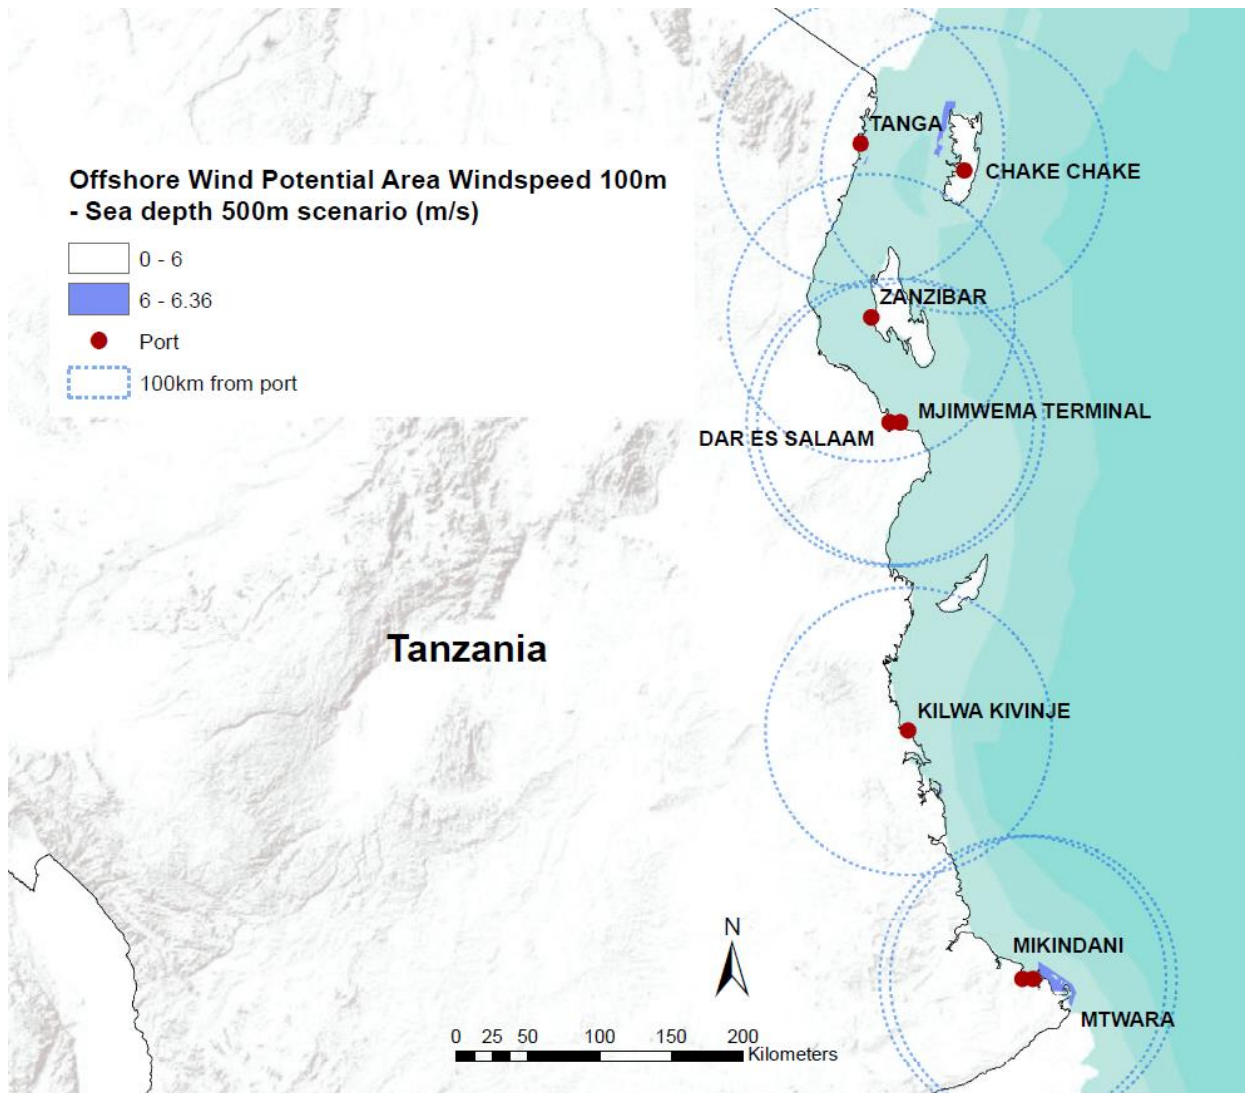 TANGA
CHAKE CHAKE
Offshore Wind Potential Area Windspeed 100m
- Sea depth 500m scenario (m/s)
0 - 6
6 - 6.36
Port
100km from port
ZANZIBAR
MJIMWEMA TERMINAL
DAR ES SALAAM
Tanzania
KILWA KIVINJE
N
MIKINDANI
MTWARA
0 25 50 100 150 200
Kilometers